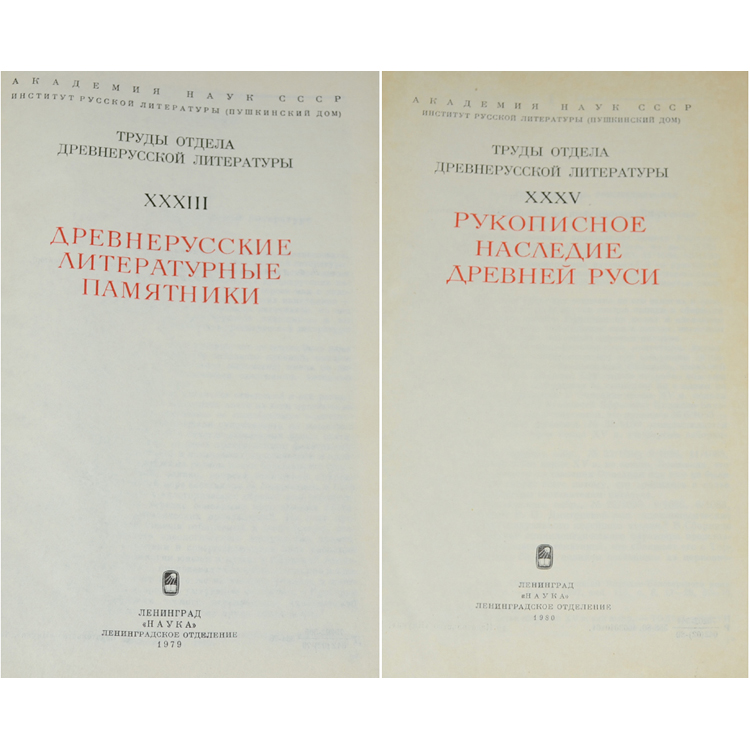 АКАДЕМИЯ НАУК СССР
ИНСТИТУТ РУССКОЙ ЛИТЕРАТУРЫ (ПУШКИНСКИЙ ДОМ)
ТРУДЫ ОТДЕЛА
ДРЕВНЕРУССКОЙ ЛИТЕРАТУРЫ
XXXIII
ДРЕВНЕРУССКИЕ
ЛИТЕРАТУРНЫЕ
ПАМЯТНИКИ
ЛЕНИНГРАД
«НАУКА»
ЛЕНИНГРАДСКОЕ ОТДЕЛЕНИЕ
1979
АКАДЕМИЯ НАУК СССР
ИНСТИТУТ РУССКОЙ ЛИТЕРАТУРЫ (ПУШКИНСКИЙ ДОМ)
ТРУДЫ ОТДЕЛА
ДРЕВНЕРУССКОЙ ЛИТЕРАТУРЫ
XXXV
РУКОПИСНОЕ
НАСЛЕДИЕ
ДРЕВНЕЙ РУСИ
ЛЕНИНГРАД
«НАУКА»
ЛЕНИНГРАДСКОЕ ОТДЕЛЕНИЕ